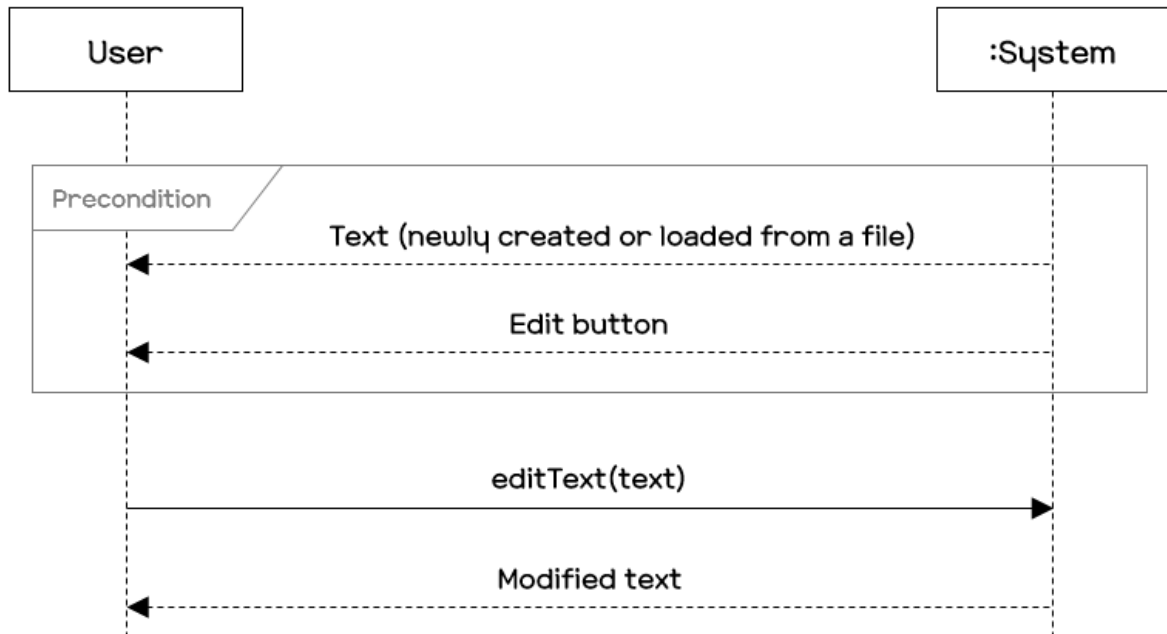 User
:System
Precondition
Text (newly created or loaded from a file)
Edit button
editText(text)
Modified text